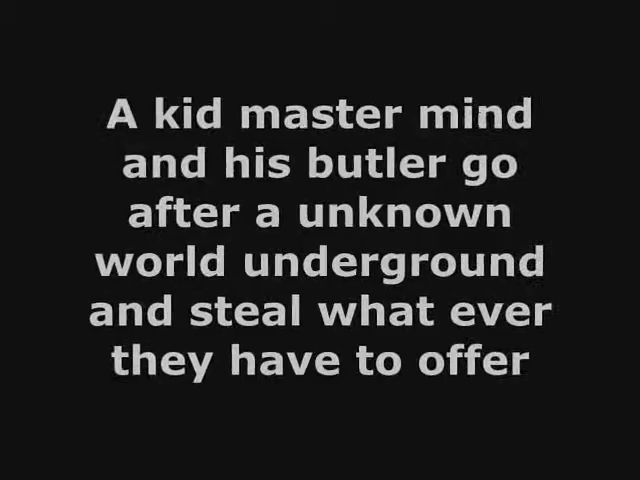 A kid master mind
and his butler go
after a unknown
world underground
and steal what ever
they have to offer